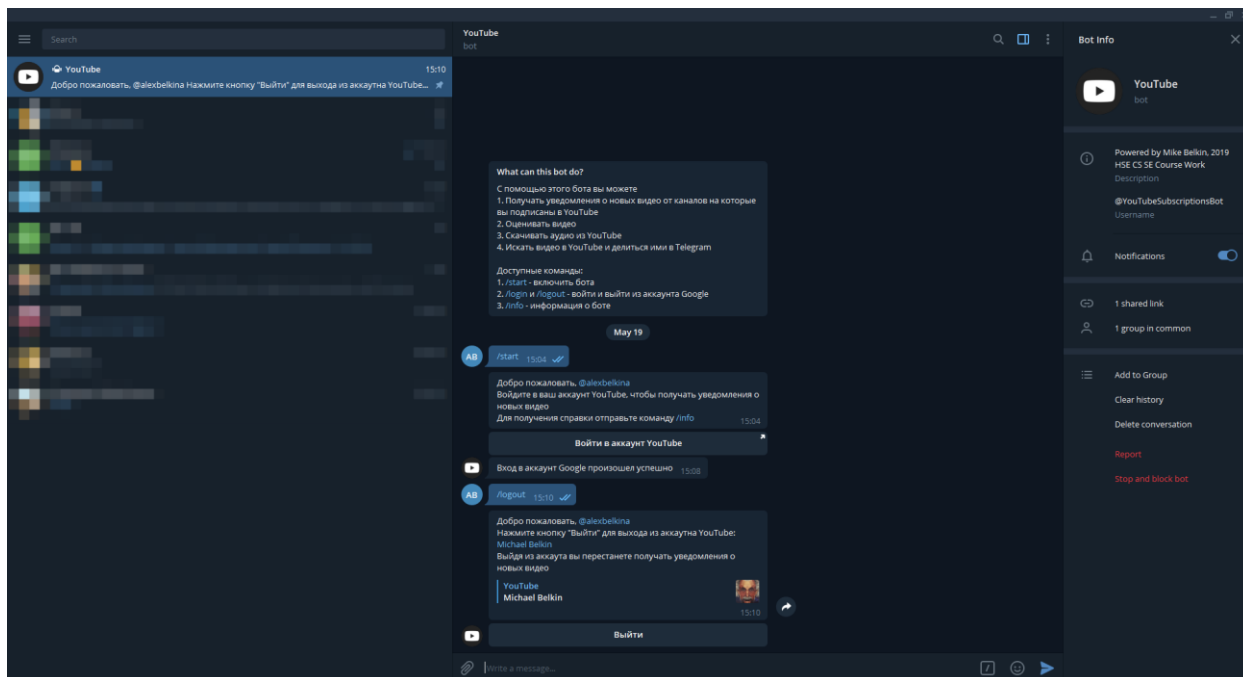 Search
YouTube
15:10
Добро пожаловать, @alexbelkina Нажмите кнопку "Выйти" для выхода из аккаунта YouTube...
YouTube
bot
What can this bot do?
С помощью этого бота вы можете
1. Получать уведомления о новых видео от каналов на которые
вы подписаны в YouTube
2. Оценивать видео
3. Скачивать аудио из YouTube
4. Искать видео в YouTube и делиться ими в Telegram
Доступные команды:
1. /start - включить бота
2. /login и /logout - войти и выйти из аккаунта Google
3. /info - информация о боте
May 19
AB
/start 15:04
Добро пожаловать, @alexbelkina
Войдите в ваш аккаунт YouTube, чтобы получать уведомления о
новых видео
Для получения справки отправьте команду /info
15:04
Войти в аккаунт YouTube
Вход в аккаунт Google произошел успешно 15:08
AB
/logout 15:10
Добро пожаловать, @alexbelkina
Нажмите кнопку "Выйти" для выхода из аккаунта YouTube:
Michael Belkin
Выйдя из аккаута вы перестанете получать уведомления о
новых видео
YouTube
Michael Belkin
15:10
Выйти
Write a message...
Bot Info
YouTube
bot
Powered by Mike Belkin, 2019
HSE CS SE Course Work
Description
@YouTubeSubscriptionsBot
Username
Notifications
1 shared link
1 group in common
Add to Group
Clear history
Delete conversation
Report
Stop and block bot